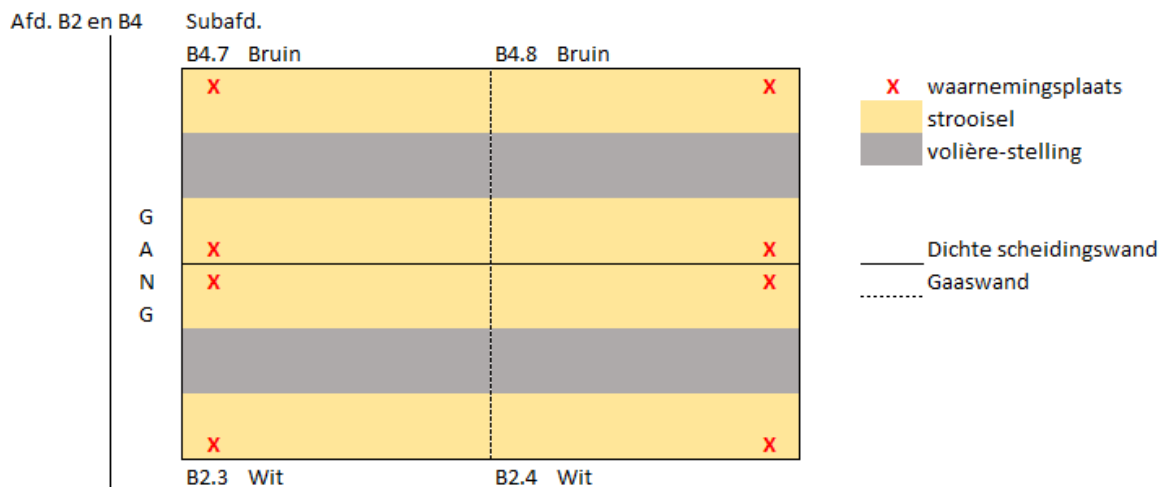 Afd. B2 en B4 Subafd.
B4.7 Bruin B4.8 Bruin
X X X waarnemingsplaats
strooisel
volière-stelling
G
A X X Dichte scheidingswand
N X X Gaaswand
G
X X
B2.3 Wit B2.4 Wit